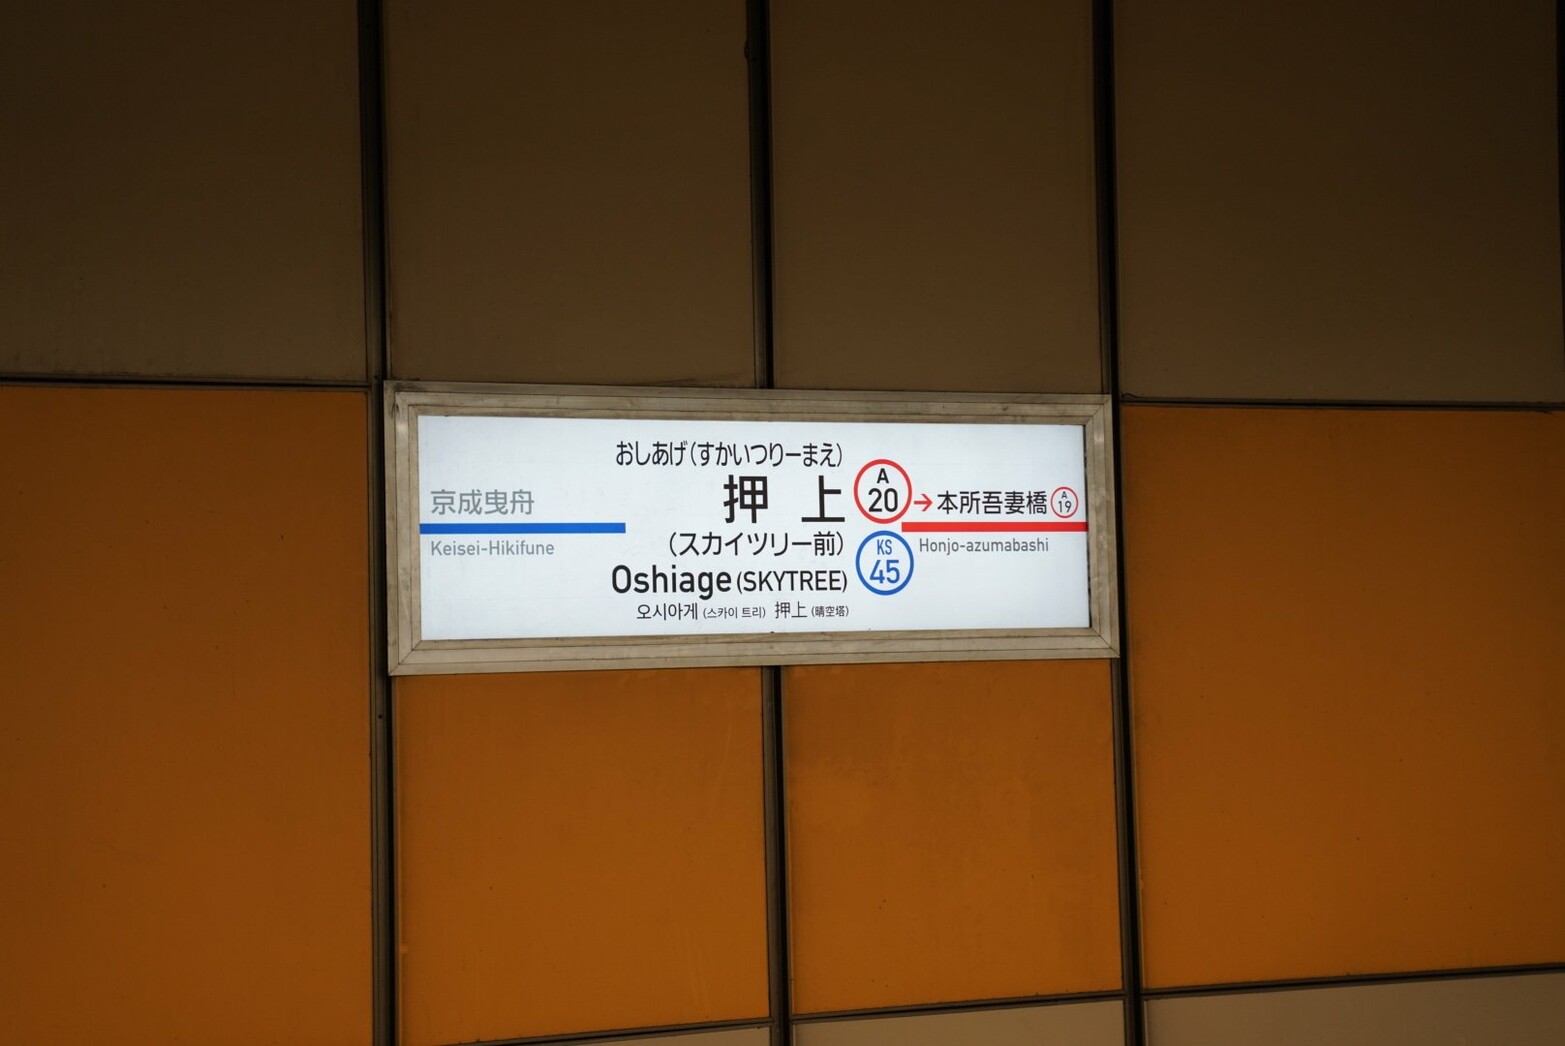 おしあげ(すかいつりーまえ)
押上
(スカイツリー前)
Oshiage (SKYTREE)
오시아게 (스카이 트리) 押上 (晴空塔)
京成曳舟
Keisei-Hikifune
A
20
KS
45
→ 本所吾妻橋 A 19
Honjo-azumabashi